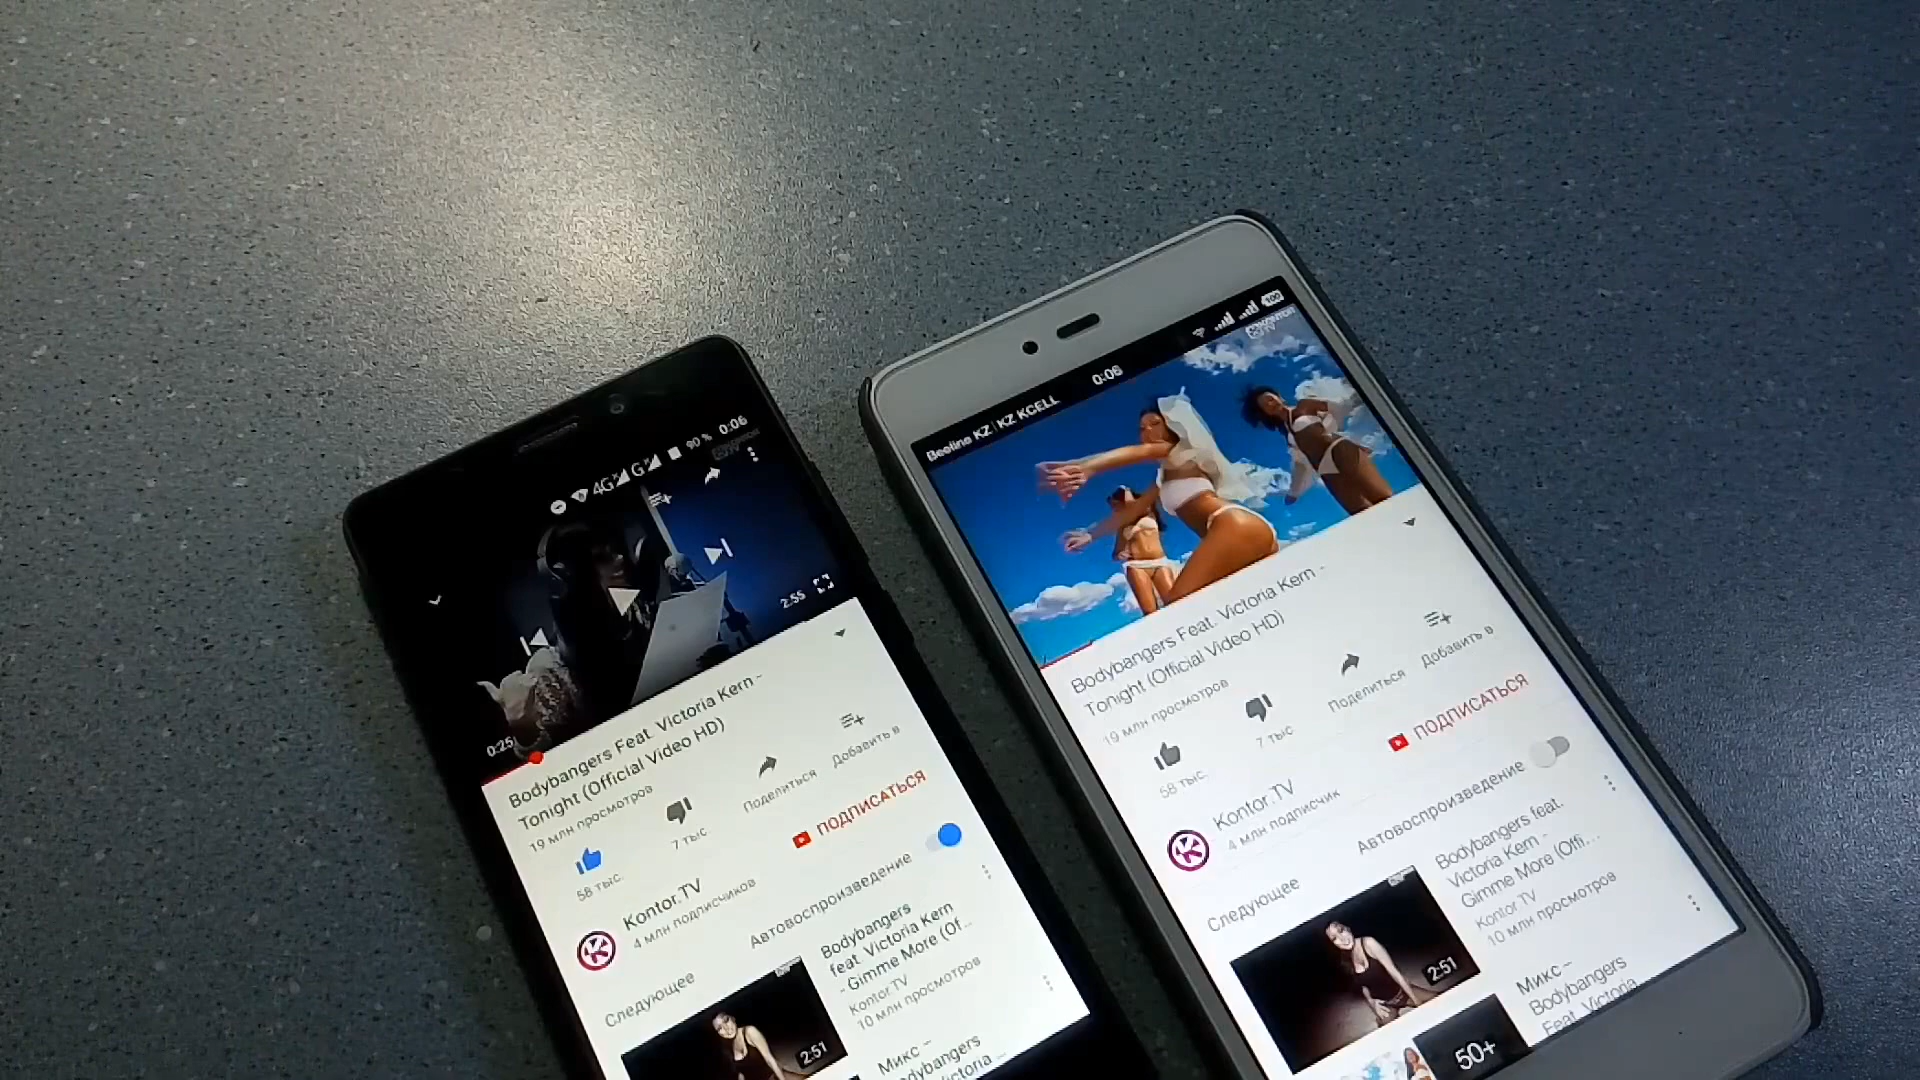 4G G 90 % 0:06
2:55
0:25
Bodybangers Feat. Victoria Kern -
Tonight (Official Video HD)
19 млн просмотров
58 тыс.
7 тыс.
Поделиться
Добавить в
Kontor.TV
4 млн подписчиков
ПОДПИСАТЬСЯ
Следующее
Автовоспроизведение
2:51
Bodybangers
feat. Victoria Kern
- Gimme More (Of...
Kontor.TV
10 млн просмотров
Микс –
Beeline KZ | KZ KCELL
0:06
100
Bodybangers Feat. Victoria Kern -
Tonight (Official Video HD)
19 млн просмотров
58 тыс.
7 тыс
Поделиться
Добавить в
Kontor.TV
4 млн подписчик
ПОДПИСАТЬСЯ
Следующее
Автовоспроизведение
2:51
Bodybangers feat.
Victoria Kern -
Gimme More (Offi...
Kontor.TV
10 млн просмотров
50+
Микс –
Bodybangers
Feat. Victoria